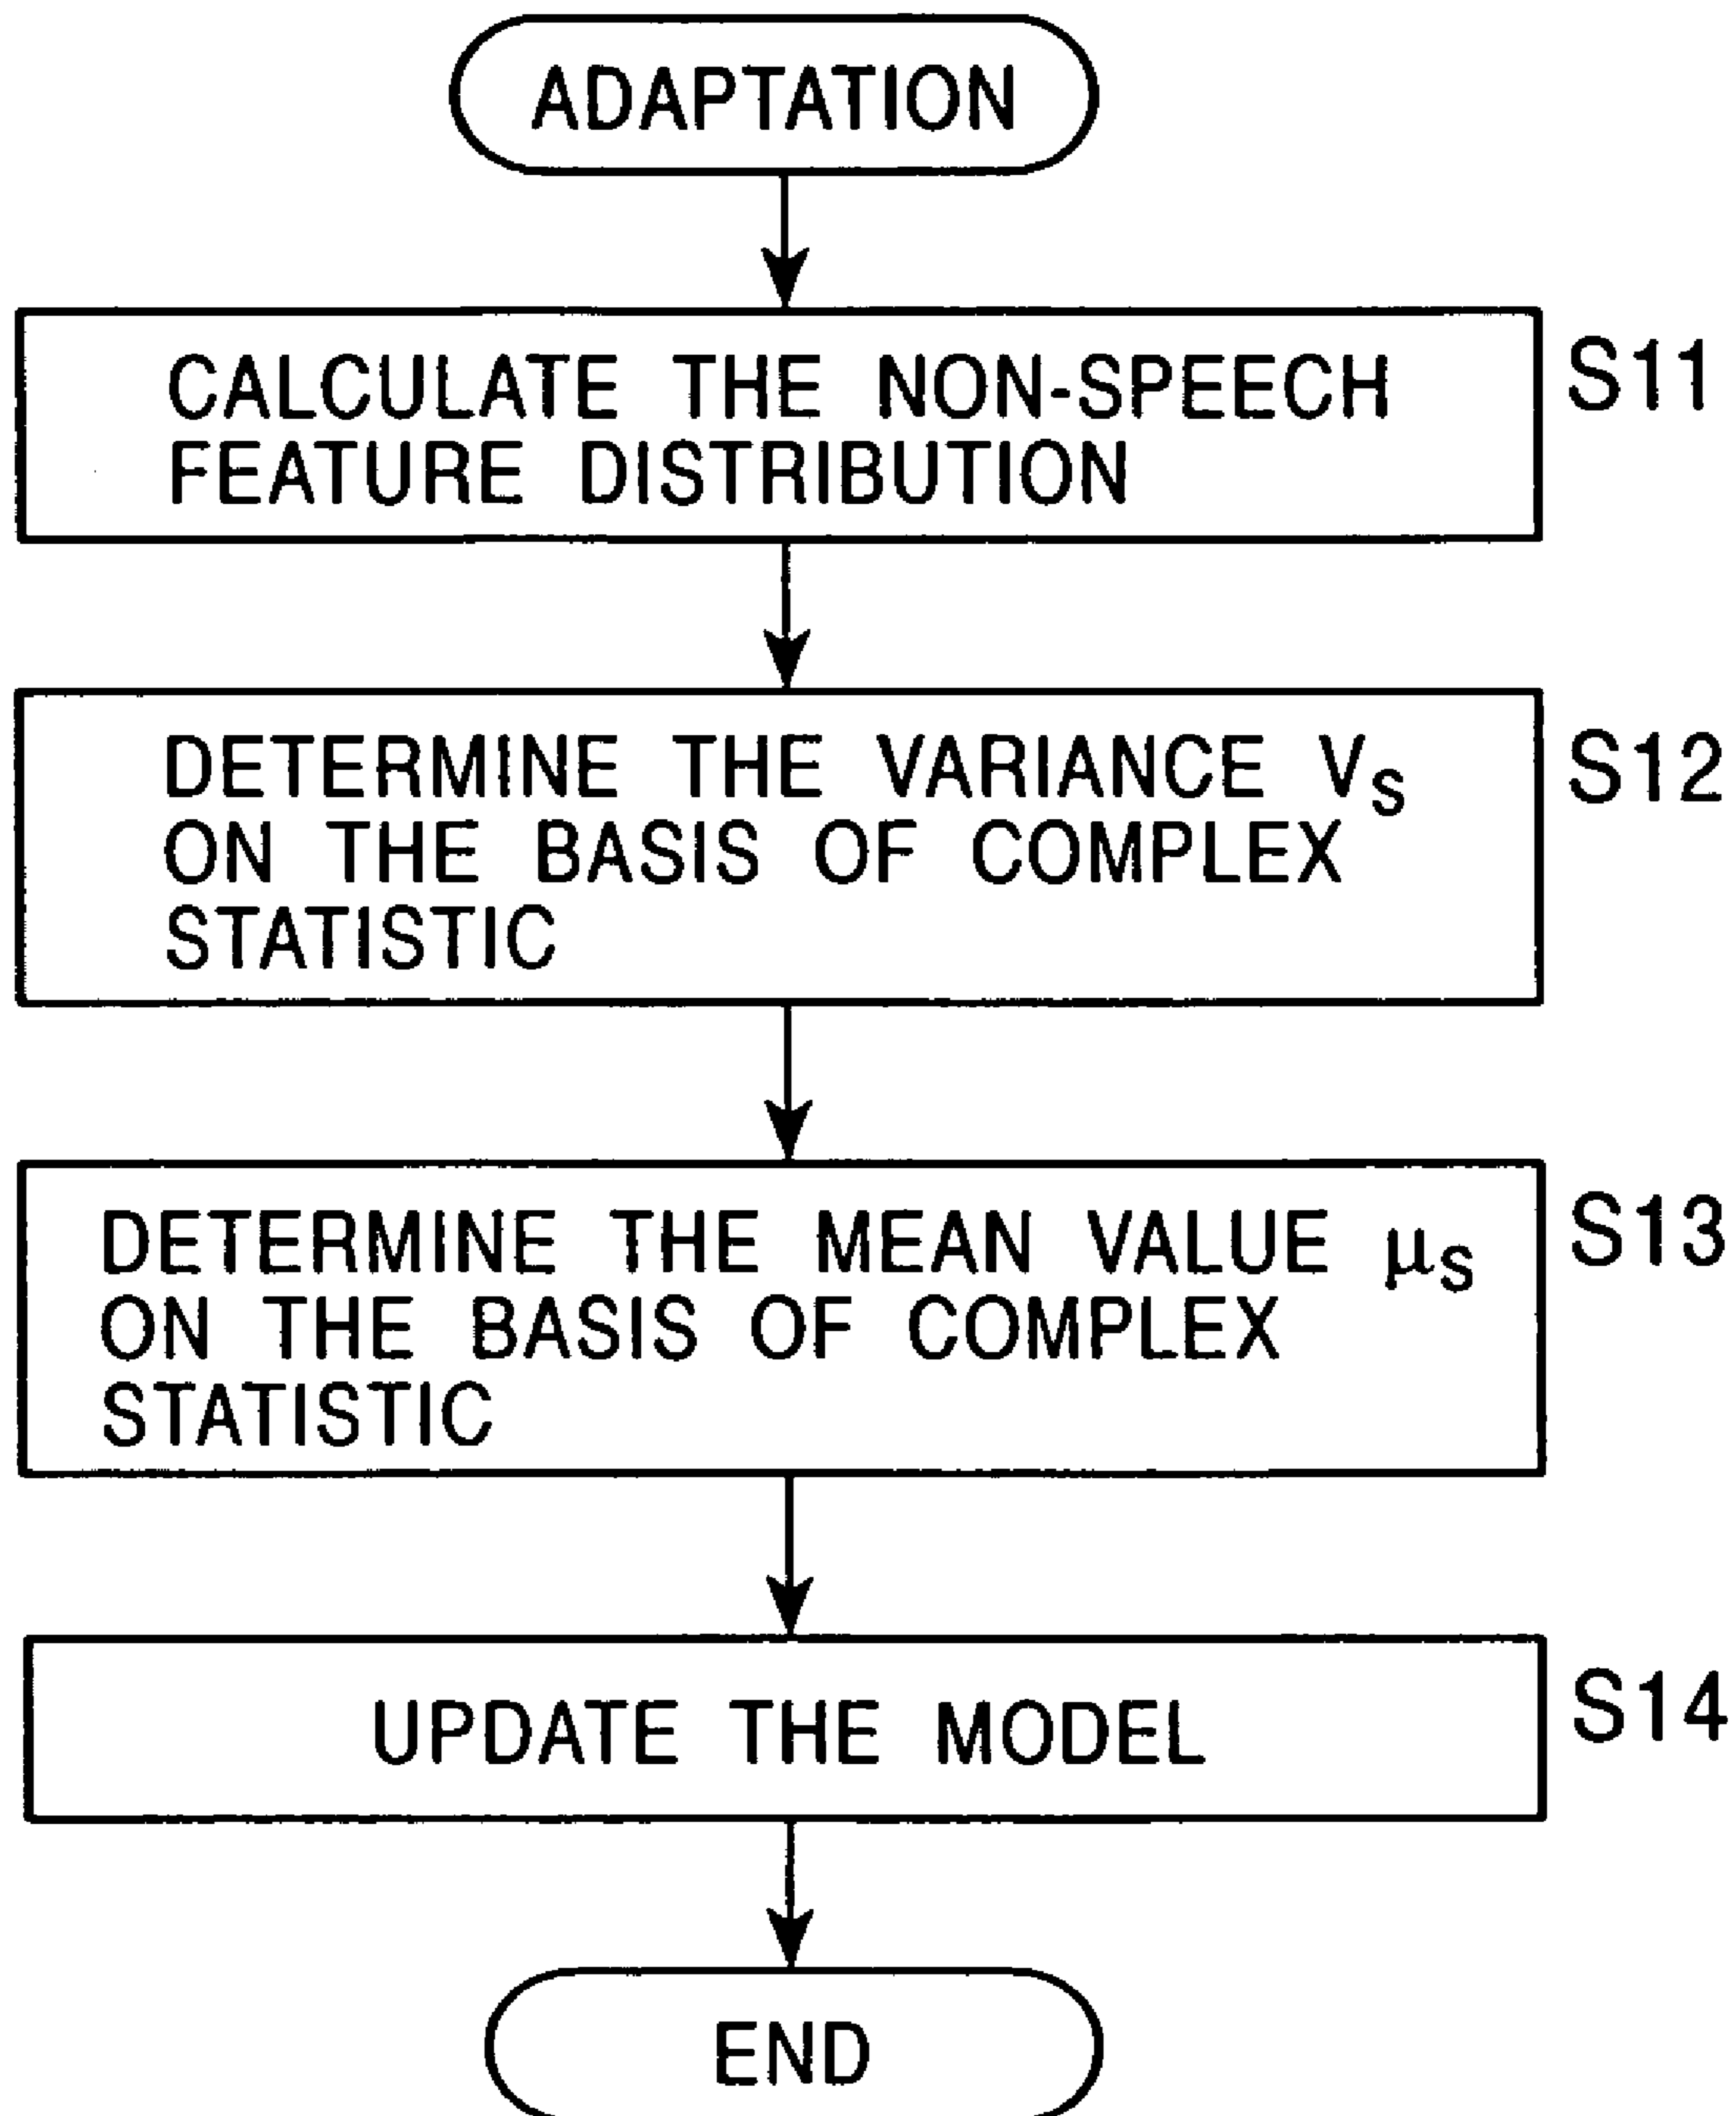 ADAPTATION
CALCULATE THE NON-SPEECH
FEATURE DISTRIBUTION
S11
DETERMINE THE VARIANCE Vs
ON THE BASIS OF COMPLEX
STATISTIC
S12
DETERMINE THE MEAN VALUE μs
ON THE BASIS OF COMPLEX
STATISTIC
S13
UPDATE THE MODEL
S14
END